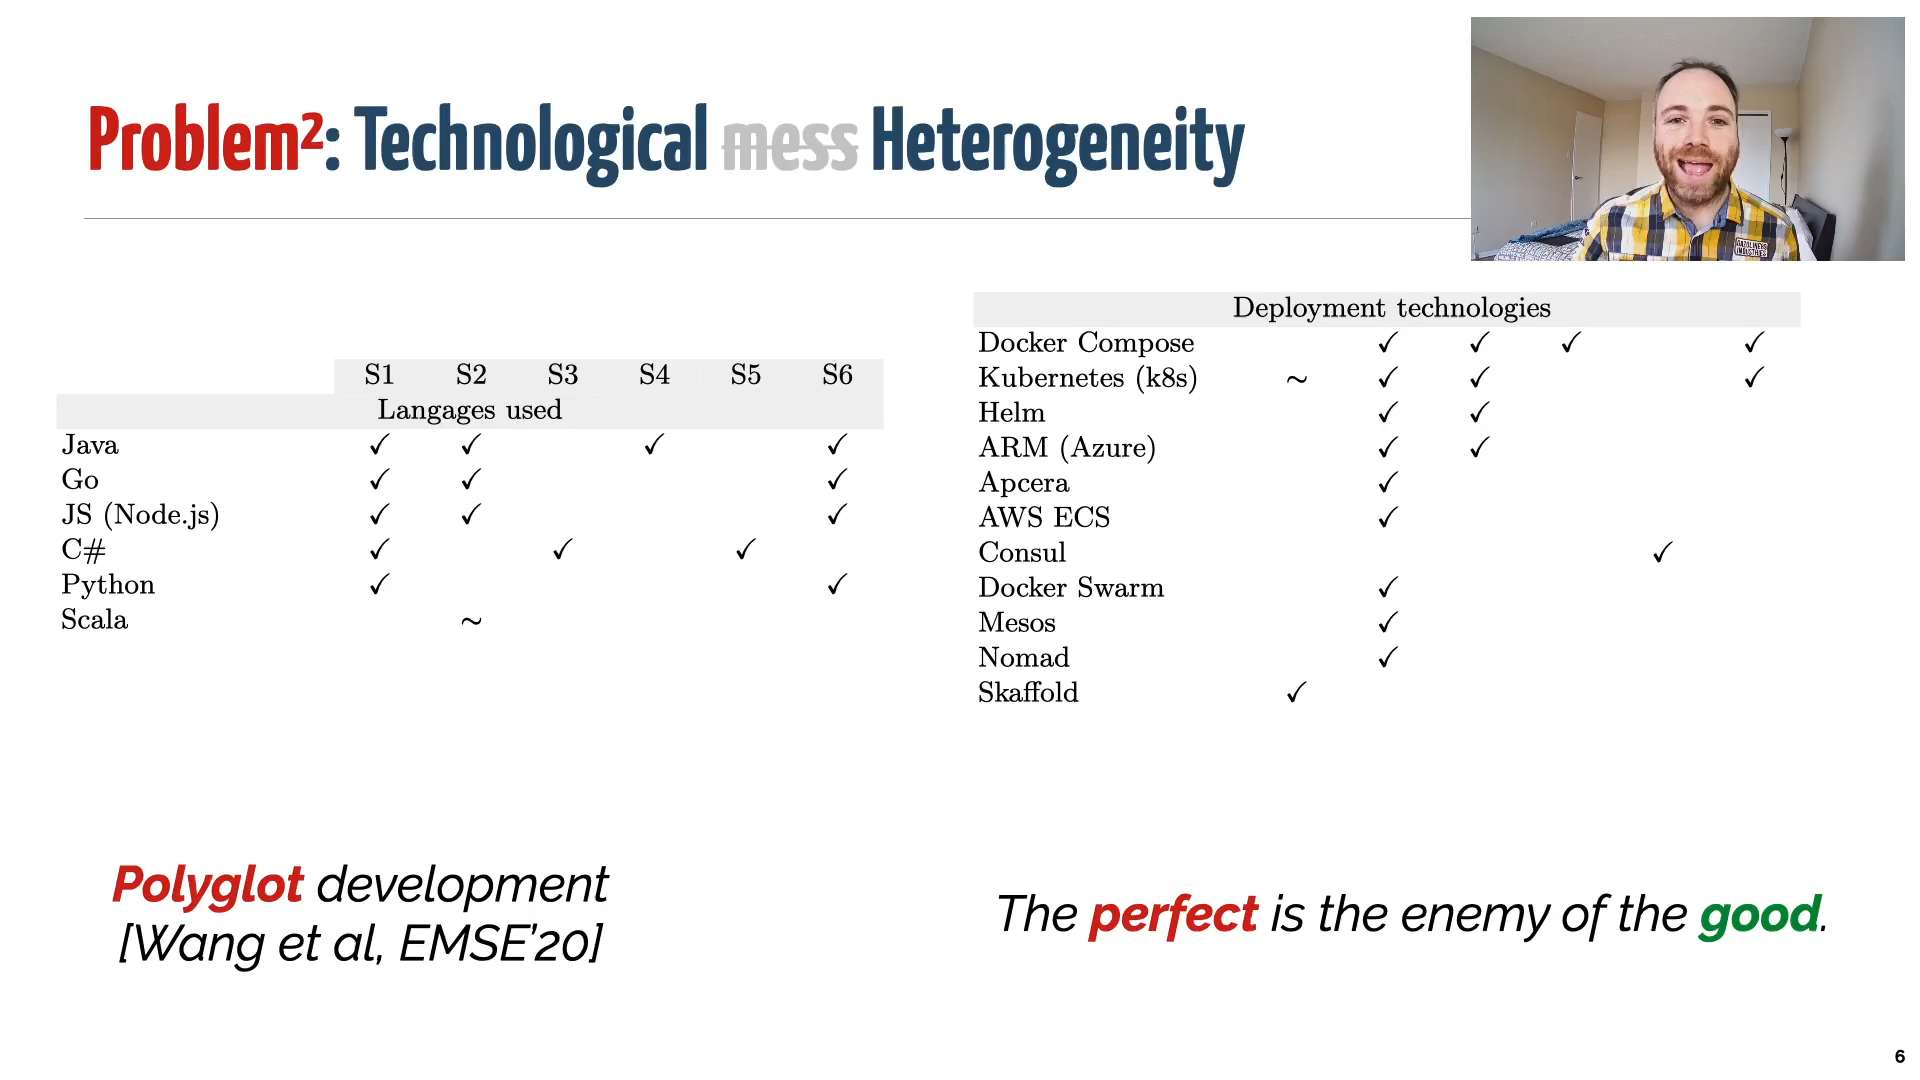 Problem²: Technological mess Heterogeneity
GAZOLINE INDUSTRIES
S1 S2 S3 S4 S5 S6
Langages used
Java ✓ ✓ ✓ ✓
Go ✓ ✓ ✓
JS (Node.js) ✓ ✓ ✓
C# ✓ ✓ ✓
Python ✓ ✓
Scala ~
Deployment technologies
Docker Compose ✓ ✓ ✓ ✓
Kubernetes (k8s) ~ ✓ ✓ ✓
Helm ✓ ✓
ARM (Azure) ✓ ✓
Apcera ✓
AWS ECS ✓
Consul ✓
Docker Swarm ✓
Mesos ✓
Nomad ✓
Skaffold ✓
Polyglot development
[Wang et al, EMSE’20]
The perfect is the enemy of the good.
6